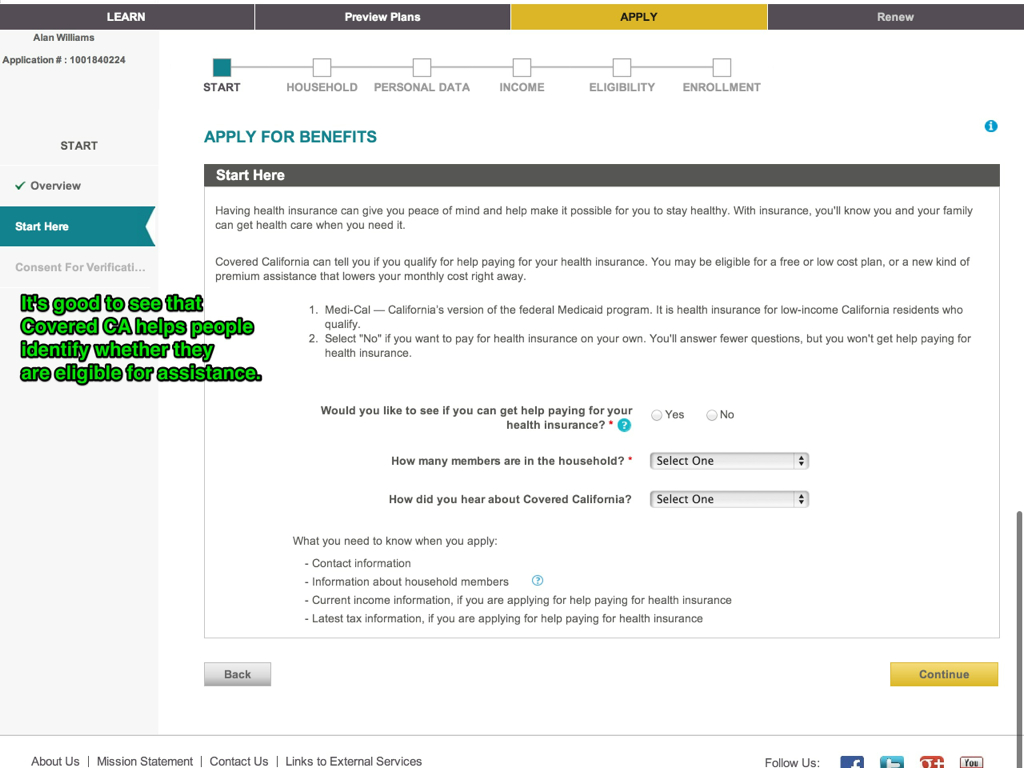 LEARN
Preview Plans
APPLY
Renew
Alan Williams
Application # : 1001840224
START
HOUSEHOLD
PERSONAL DATA
INCOME
ELIGIBILITY
ENROLLMENT
START
Overview
Start Here
Consent For Verificati...
It's good to see that
Covered CA helps people
identify whether they
are eligible for assistance.
APPLY FOR BENEFITS
i
Start Here
Having health insurance can give you peace of mind and help make it possible for you to stay healthy. With insurance, you'll know you and your family
can get health care when you need it.
Covered California can tell you if you qualify for help paying for your health insurance. You may be eligible for a free or low cost plan, or a new kind of
premium assistance that lowers your monthly cost right away.
1. Medi-Cal — California's version of the federal Medicaid program. It is health insurance for low-income California residents who
qualify.
2. Select "No" if you want to pay for health insurance on your own. You'll answer fewer questions, but you won't get help paying for
health insurance.
Would you like to see if you can get help paying for your
health insurance? * ?
Yes
No
How many members are in the household? *
Select One
How did you hear about Covered California?
Select One
What you need to know when you apply:
- Contact information
- Information about household members ?
- Current income information, if you are applying for help paying for health insurance
- Latest tax information, if you are applying for help paying for health insurance
Back
Continue
About Us | Mission Statement | Contact Us | Links to External Services
Follow Us:
You